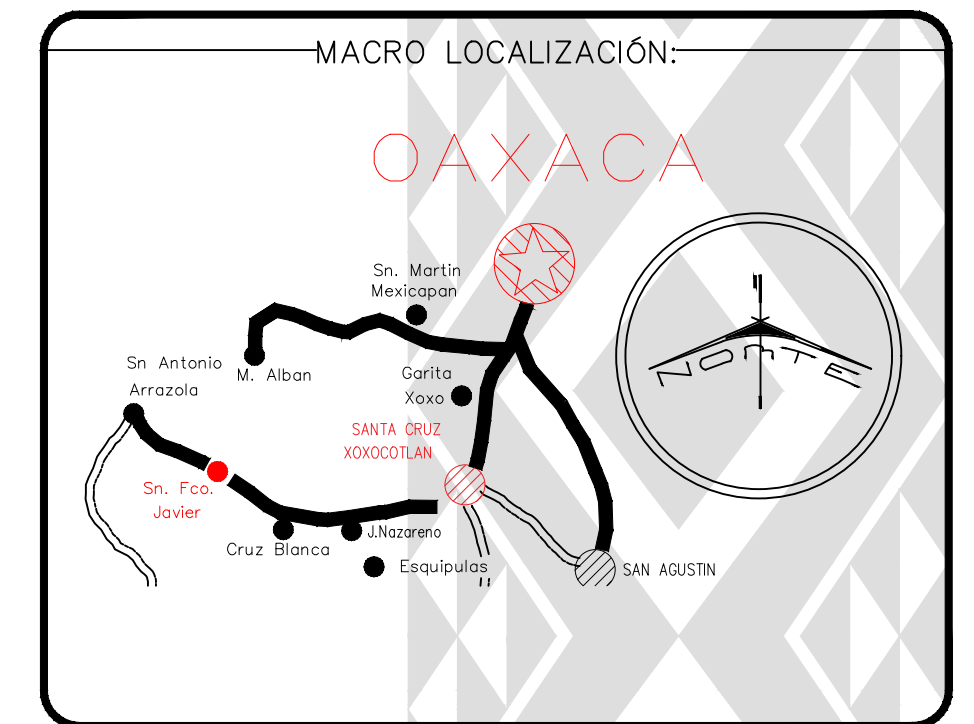 MACRO LOCALIZACIÓN:
OAXACA
Sn. Martin
Mexicapan
Sn Antonio
Arrazola
M. Alban
Garita
Xoxo
NORTE
SANTA CRUZ
XOXOCOTLAN
Sn. Fco.
Javier
Cruz Blanca
J.Nazareno
Esquipulas
SAN AGUSTIN